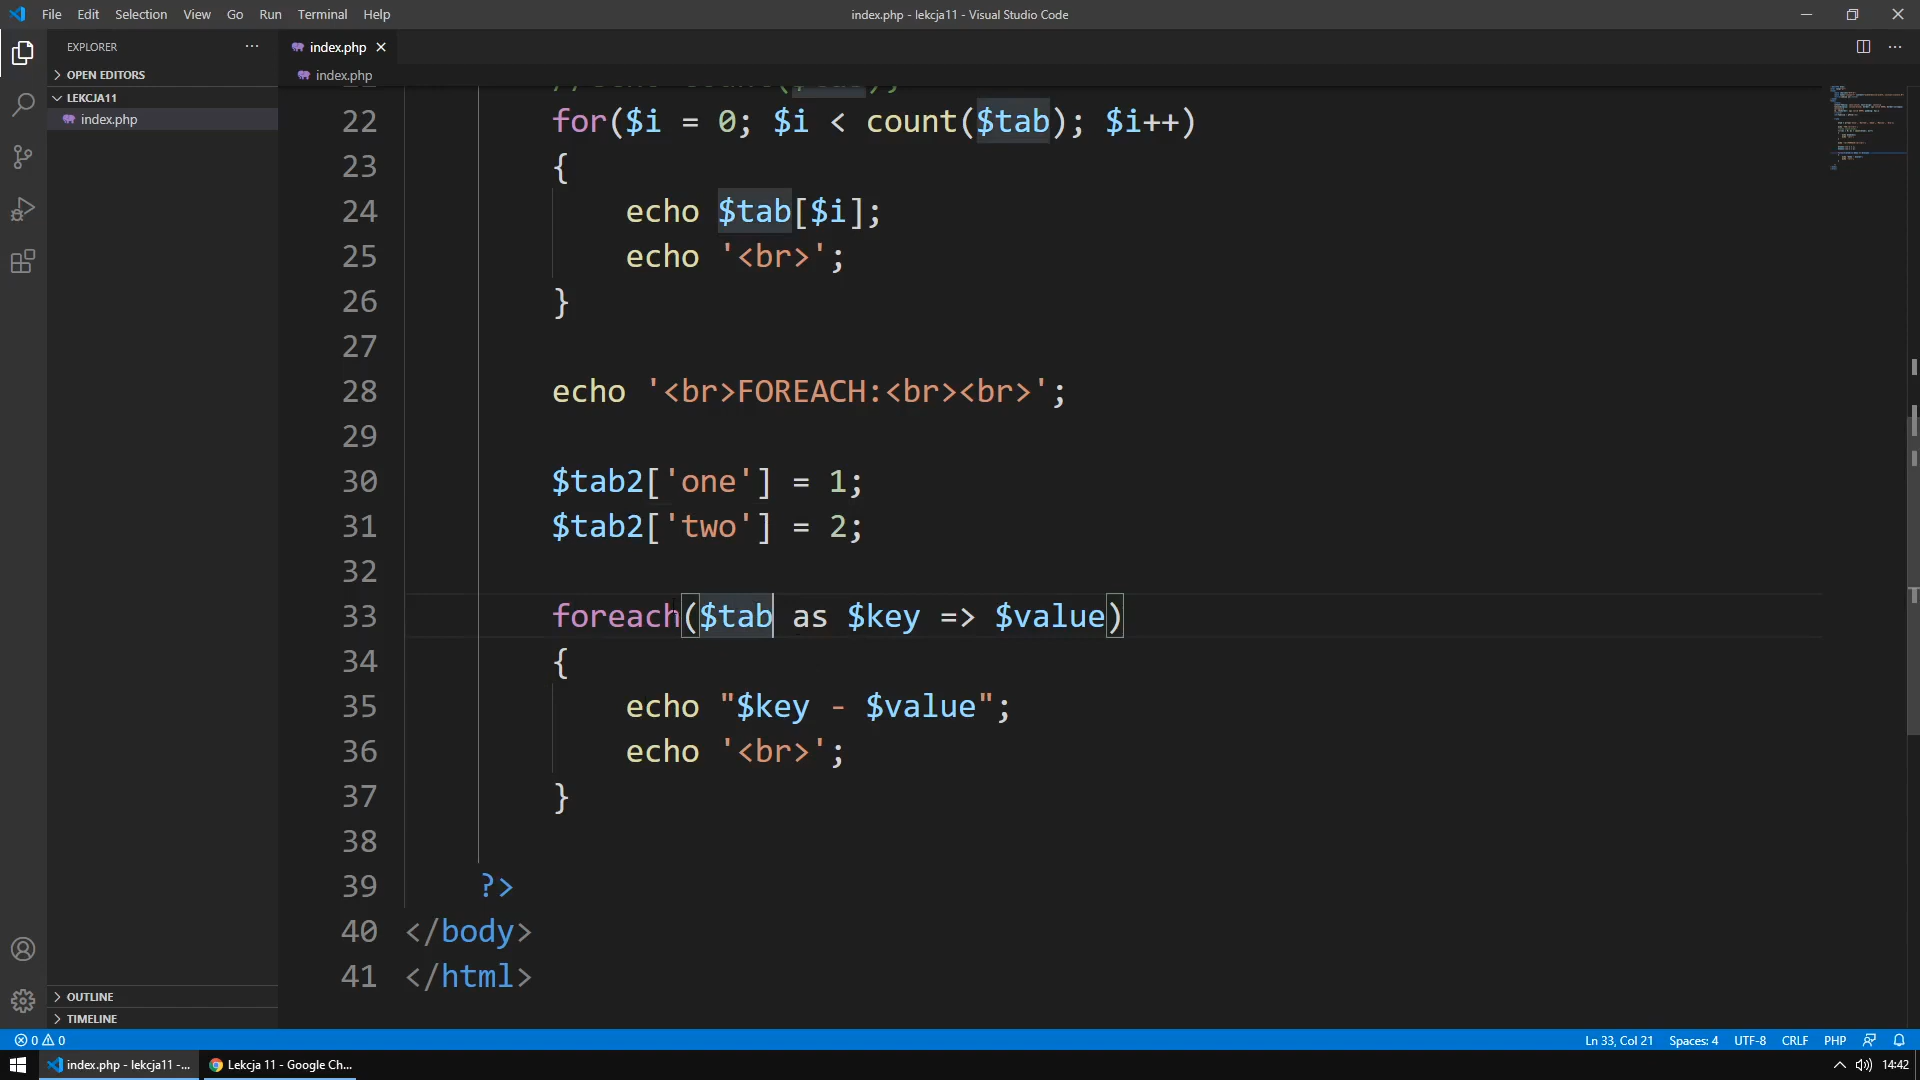 File Edit Selection View Go Run Terminal Help
index.php - lekcja11 - Visual Studio Code
EXPLORER
OPEN EDITORS
LEKCJA11
index.php
index.php
index.php
22 for($i = 0; $i < count($tab); $i++)
23 {
24 echo $tab[$i];
25 echo '<br>';
26 }
27
28 echo '<br>FOREACH:<br><br>';
29
30 $tab2['one'] = 1;
31 $tab2['two'] = 2;
32
33 foreach($tab as $key => $value)
34 {
35 echo "$key - $value";
36 echo '<br>';
37 }
38
39 ?>
40 </body>
41 </html>
OUTLINE
TIMELINE
0 0
Ln 33, Col 21 Spaces: 4 UTF-8 CRLF PHP
index.php - lekcja11 -...
Lekcja 11 - Google Ch...
14:42